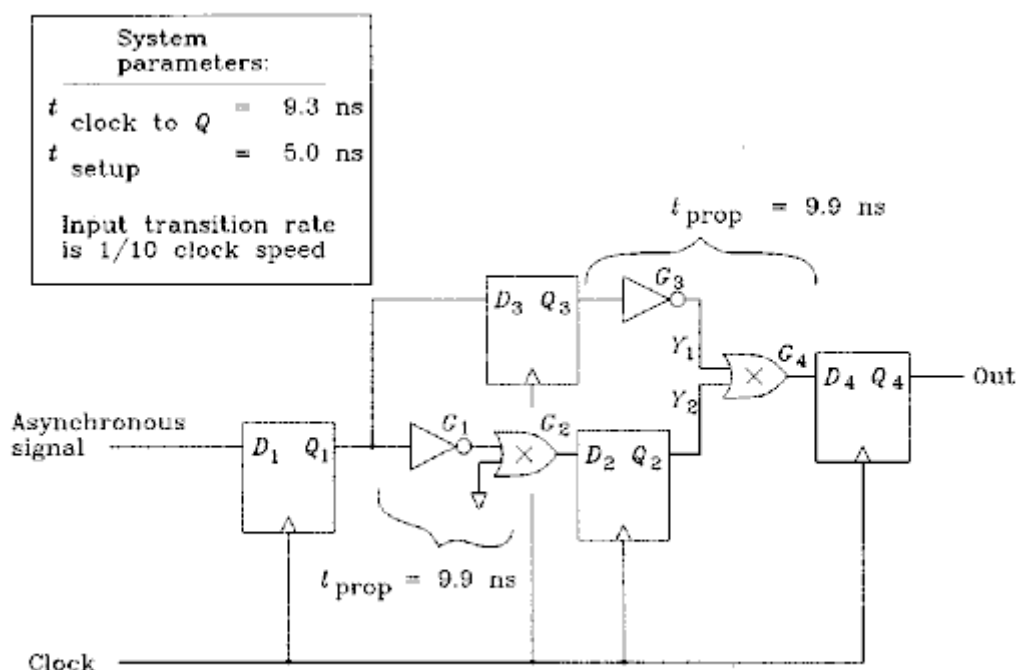 System
parameters:
t clock to Q = 9.3 ns
t setup = 5.0 ns
Input transition rate
is 1/10 clock speed
t prop = 9.9 ns
G3
D3 Q3
Y1
G4
×
D4 Q4
Out
Y2
Asynchronous
signal
D1 Q1
G1
G2
×
D2 Q2
t prop = 9.9 ns
Clock